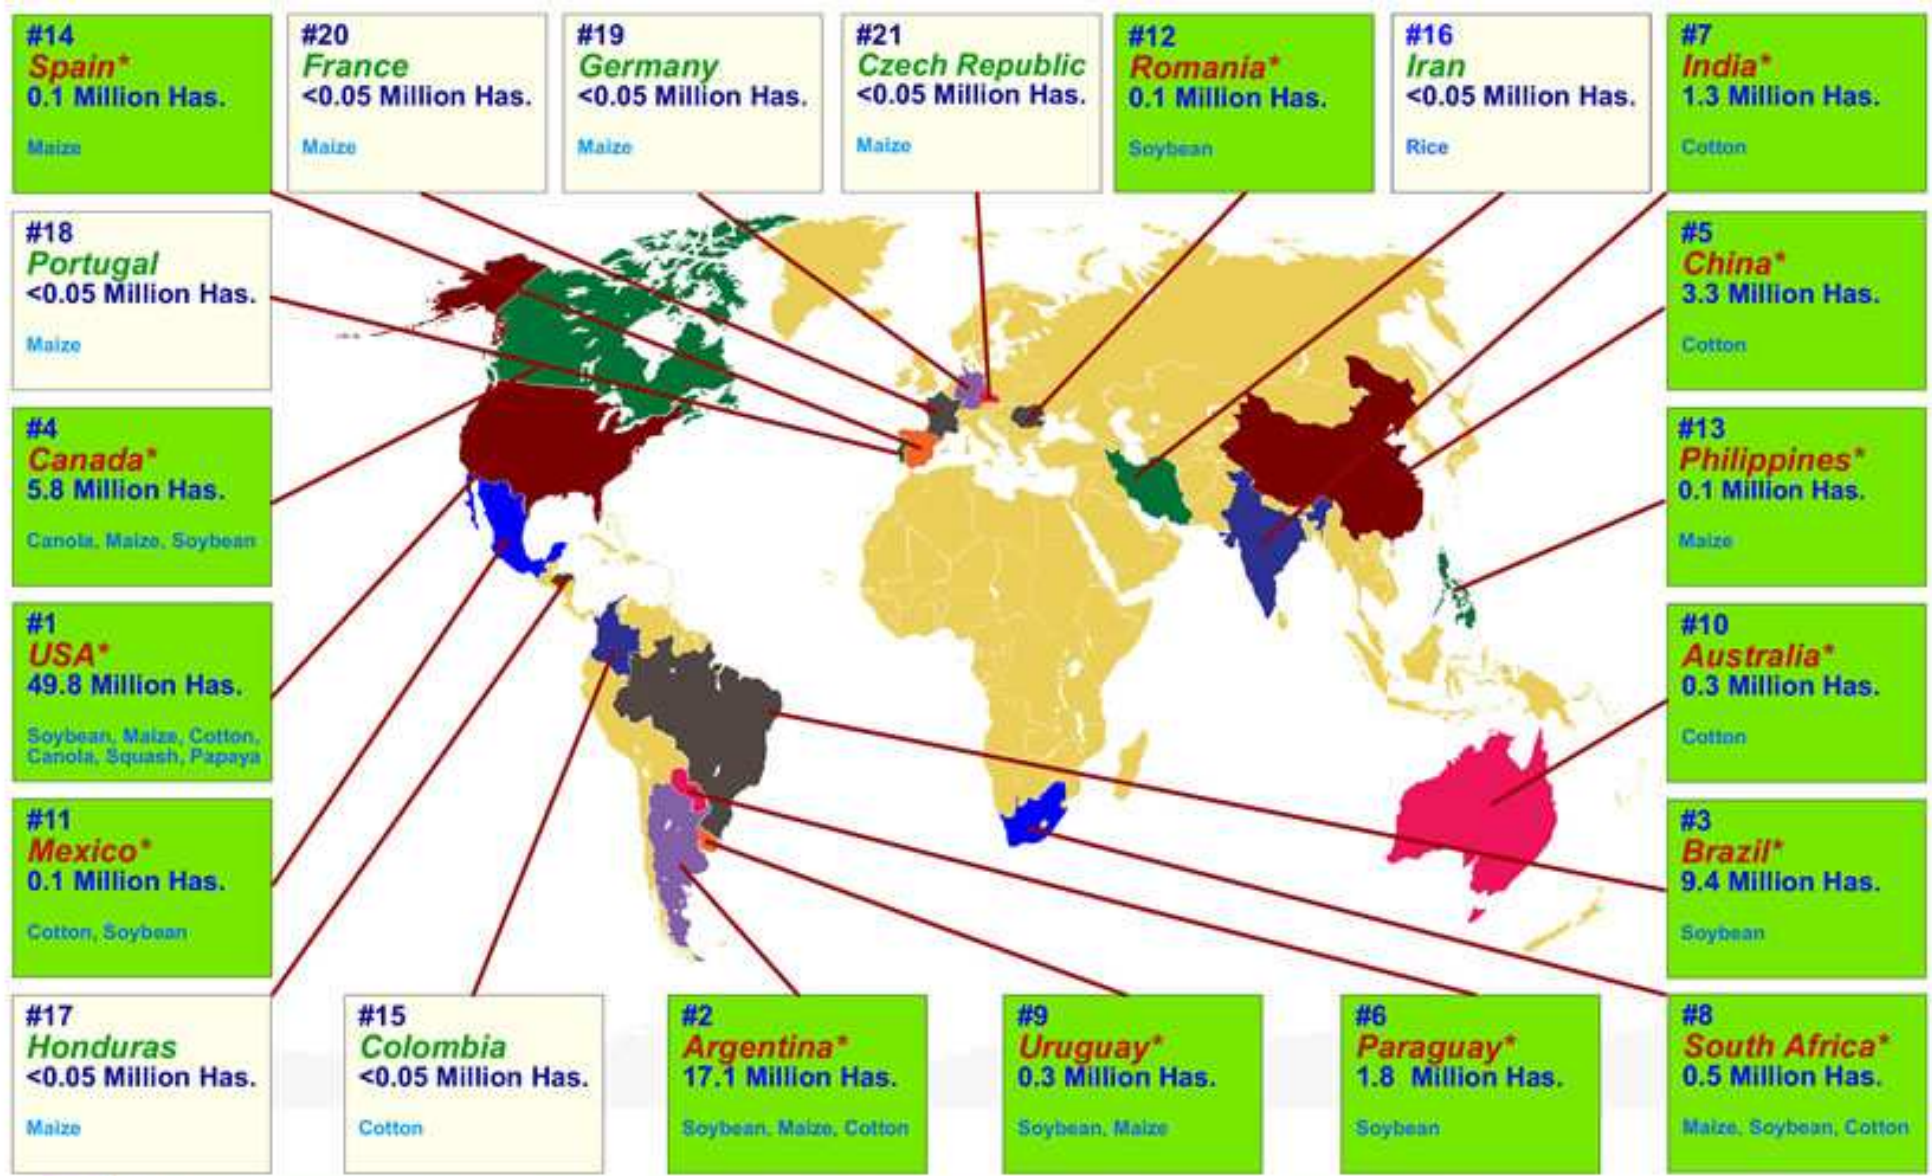 #14
Spain*
0.1 Million Has.
Maize
#20
France
<0.05 Million Has.
Maize
#19
Germany
<0.05 Million Has.
Maize
#21
Czech Republic
<0.05 Million Has.
Maize
#12
Romania*
0.1 Million Has.
Soybean
#16
Iran
<0.05 Million Has.
Rice
#7
India*
1.3 Million Has.
Cotton
#18
Portugal
<0.05 Million Has.
Maize
#5
China*
3.3 Million Has.
Cotton
#4
Canada*
5.8 Million Has.
Canola, Maize, Soybean
#13
Philippines*
0.1 Million Has.
Maize
#1
USA*
49.8 Million Has.
Soybean, Maize, Cotton,
Canola, Squash, Papaya
#10
Australia*
0.3 Million Has.
Cotton
#11
Mexico*
0.1 Million Has.
Cotton, Soybean
#3
Brazil*
9.4 Million Has.
Soybean
#17
Honduras
<0.05 Million Has.
Maize
#15
Colombia
<0.05 Million Has.
Cotton
#2
Argentina*
17.1 Million Has.
Soybean, Maize, Cotton
#9
Uruguay*
0.3 Million Has.
Soybean, Maize
#6
Paraguay*
1.8 Million Has.
Soybean
#8
South Africa*
0.5 Million Has.
Maize, Soybean, Cotton